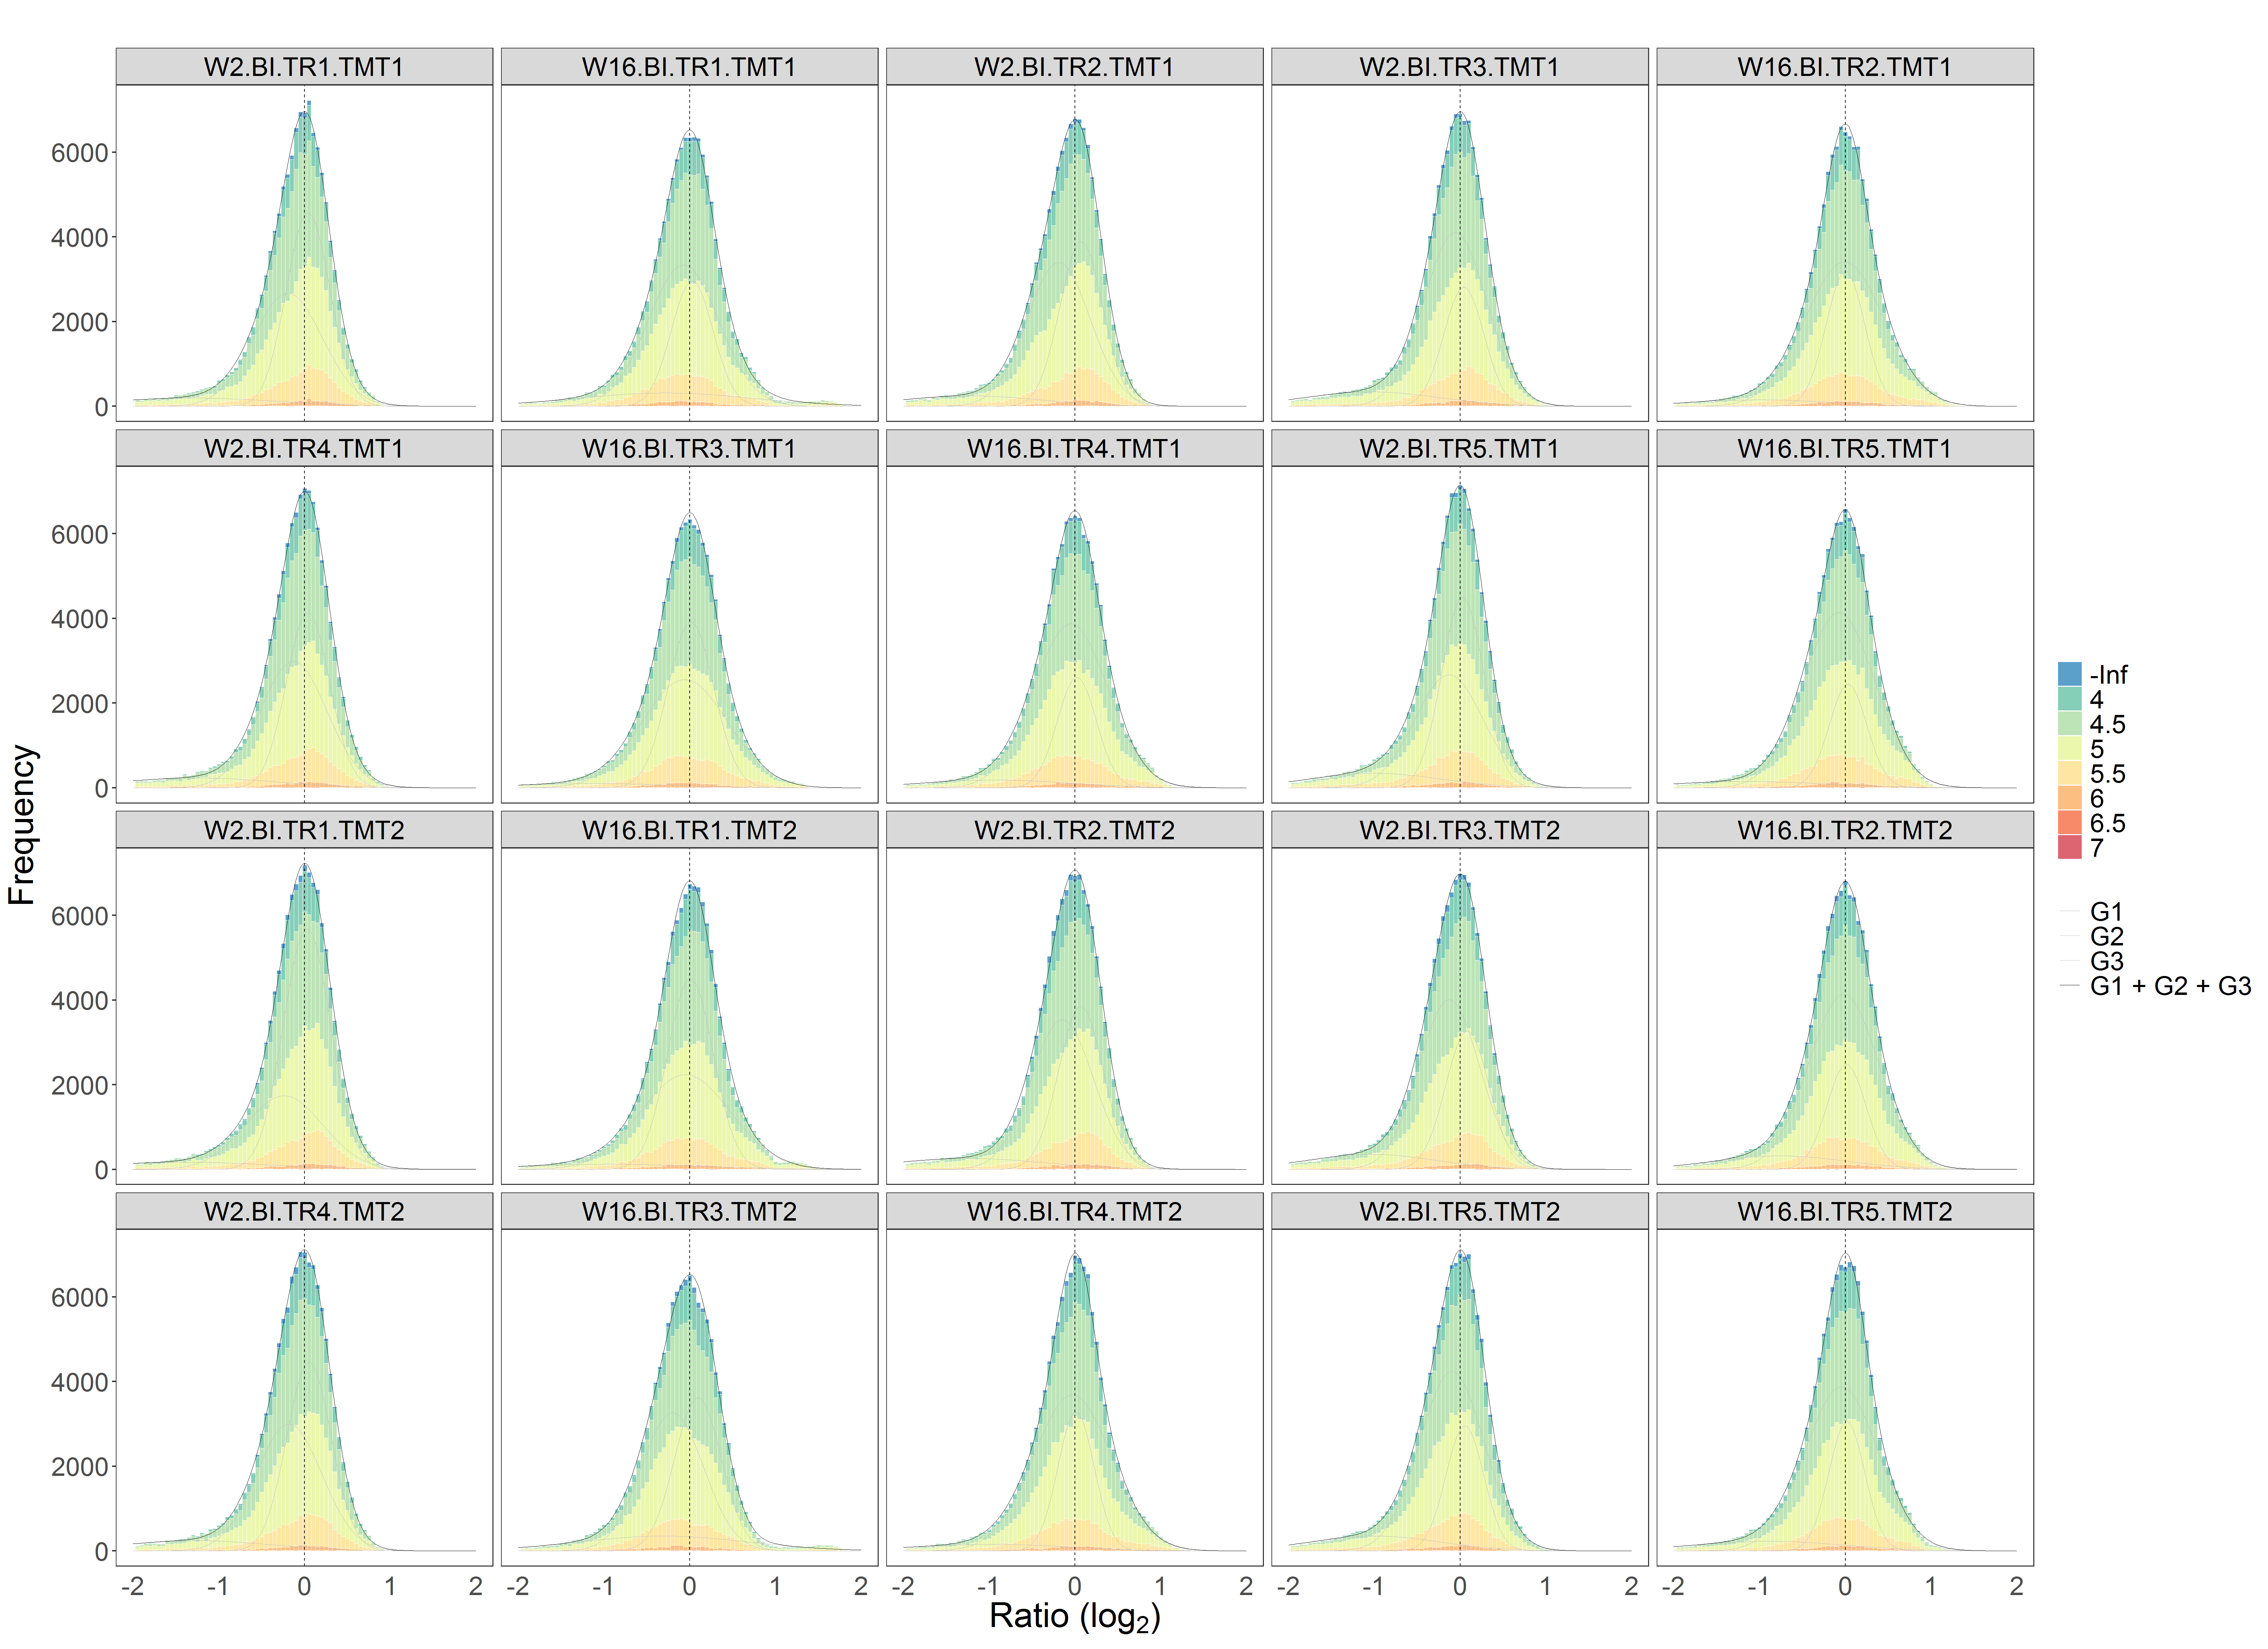 W2.BI.TR1.TMT1
W16.BI.TR1.TMT1
W2.BI.TR2.TMT1
W2.BI.TR3.TMT1
W16.BI.TR2.TMT1
6000
4000
2000
0
W2.BI.TR4.TMT1
W16.BI.TR3.TMT1
W16.BI.TR4.TMT1
W2.BI.TR5.TMT1
W16.BI.TR5.TMT1
6000
4000
2000
0
W2.BI.TR1.TMT2
W16.BI.TR1.TMT2
W2.BI.TR2.TMT2
W2.BI.TR3.TMT2
W16.BI.TR2.TMT2
6000
4000
2000
0
W2.BI.TR4.TMT2
W16.BI.TR3.TMT2
W16.BI.TR4.TMT2
W2.BI.TR5.TMT2
W16.BI.TR5.TMT2
6000
4000
2000
0
-2 -1 0 1 2
-2 -1 0 1 2
-2 -1 0 1 2
-2 -1 0 1 2
-2 -1 0 1 2
Ratio (log₂)
Frequency
-Inf
4
4.5
5
5.5
6
6.5
7
G1
G2
G3
G1 + G2 + G3